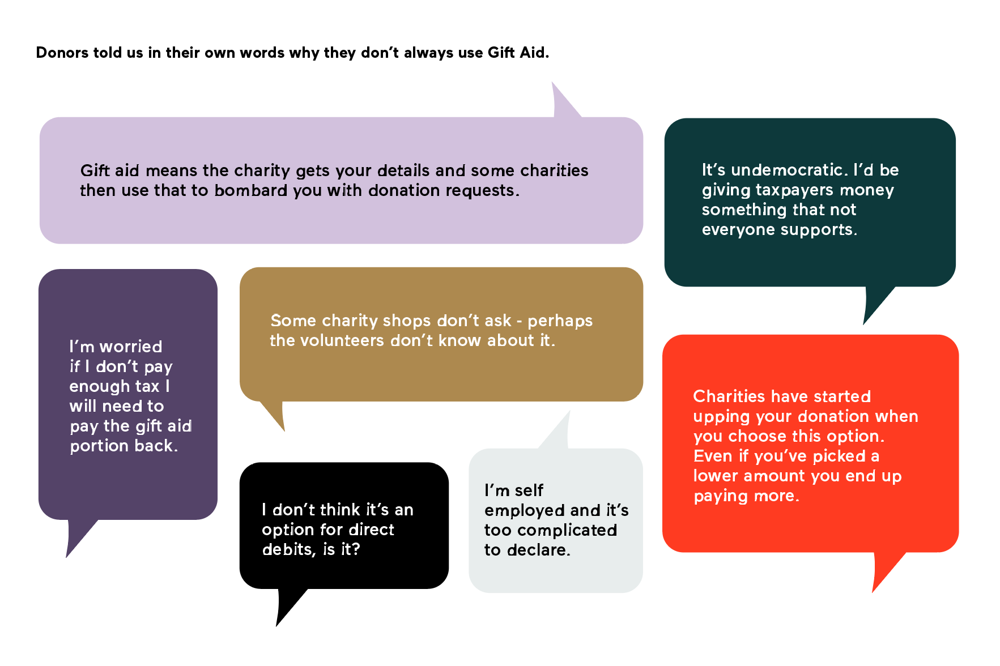 Donors told us in their own words why they don’t always use Gift Aid.
Gift aid means the charity gets your details and some charities
then use that to bombard you with donation requests.
It’s undemocratic. I’d be
giving taxpayers money
something that not
everyone supports.
I’m worried
if I don’t pay
enough tax I
will need to
pay the gift aid
portion back.
Some charity shops don’t ask - perhaps
the volunteers don’t know about it.
I don’t think it’s an
option for direct
debits, is it?
I’m self
employed and it’s
too complicated
to declare.
Charities have started
upping your donation when
you choose this option.
Even if you’ve picked a
lower amount you end up
paying more.